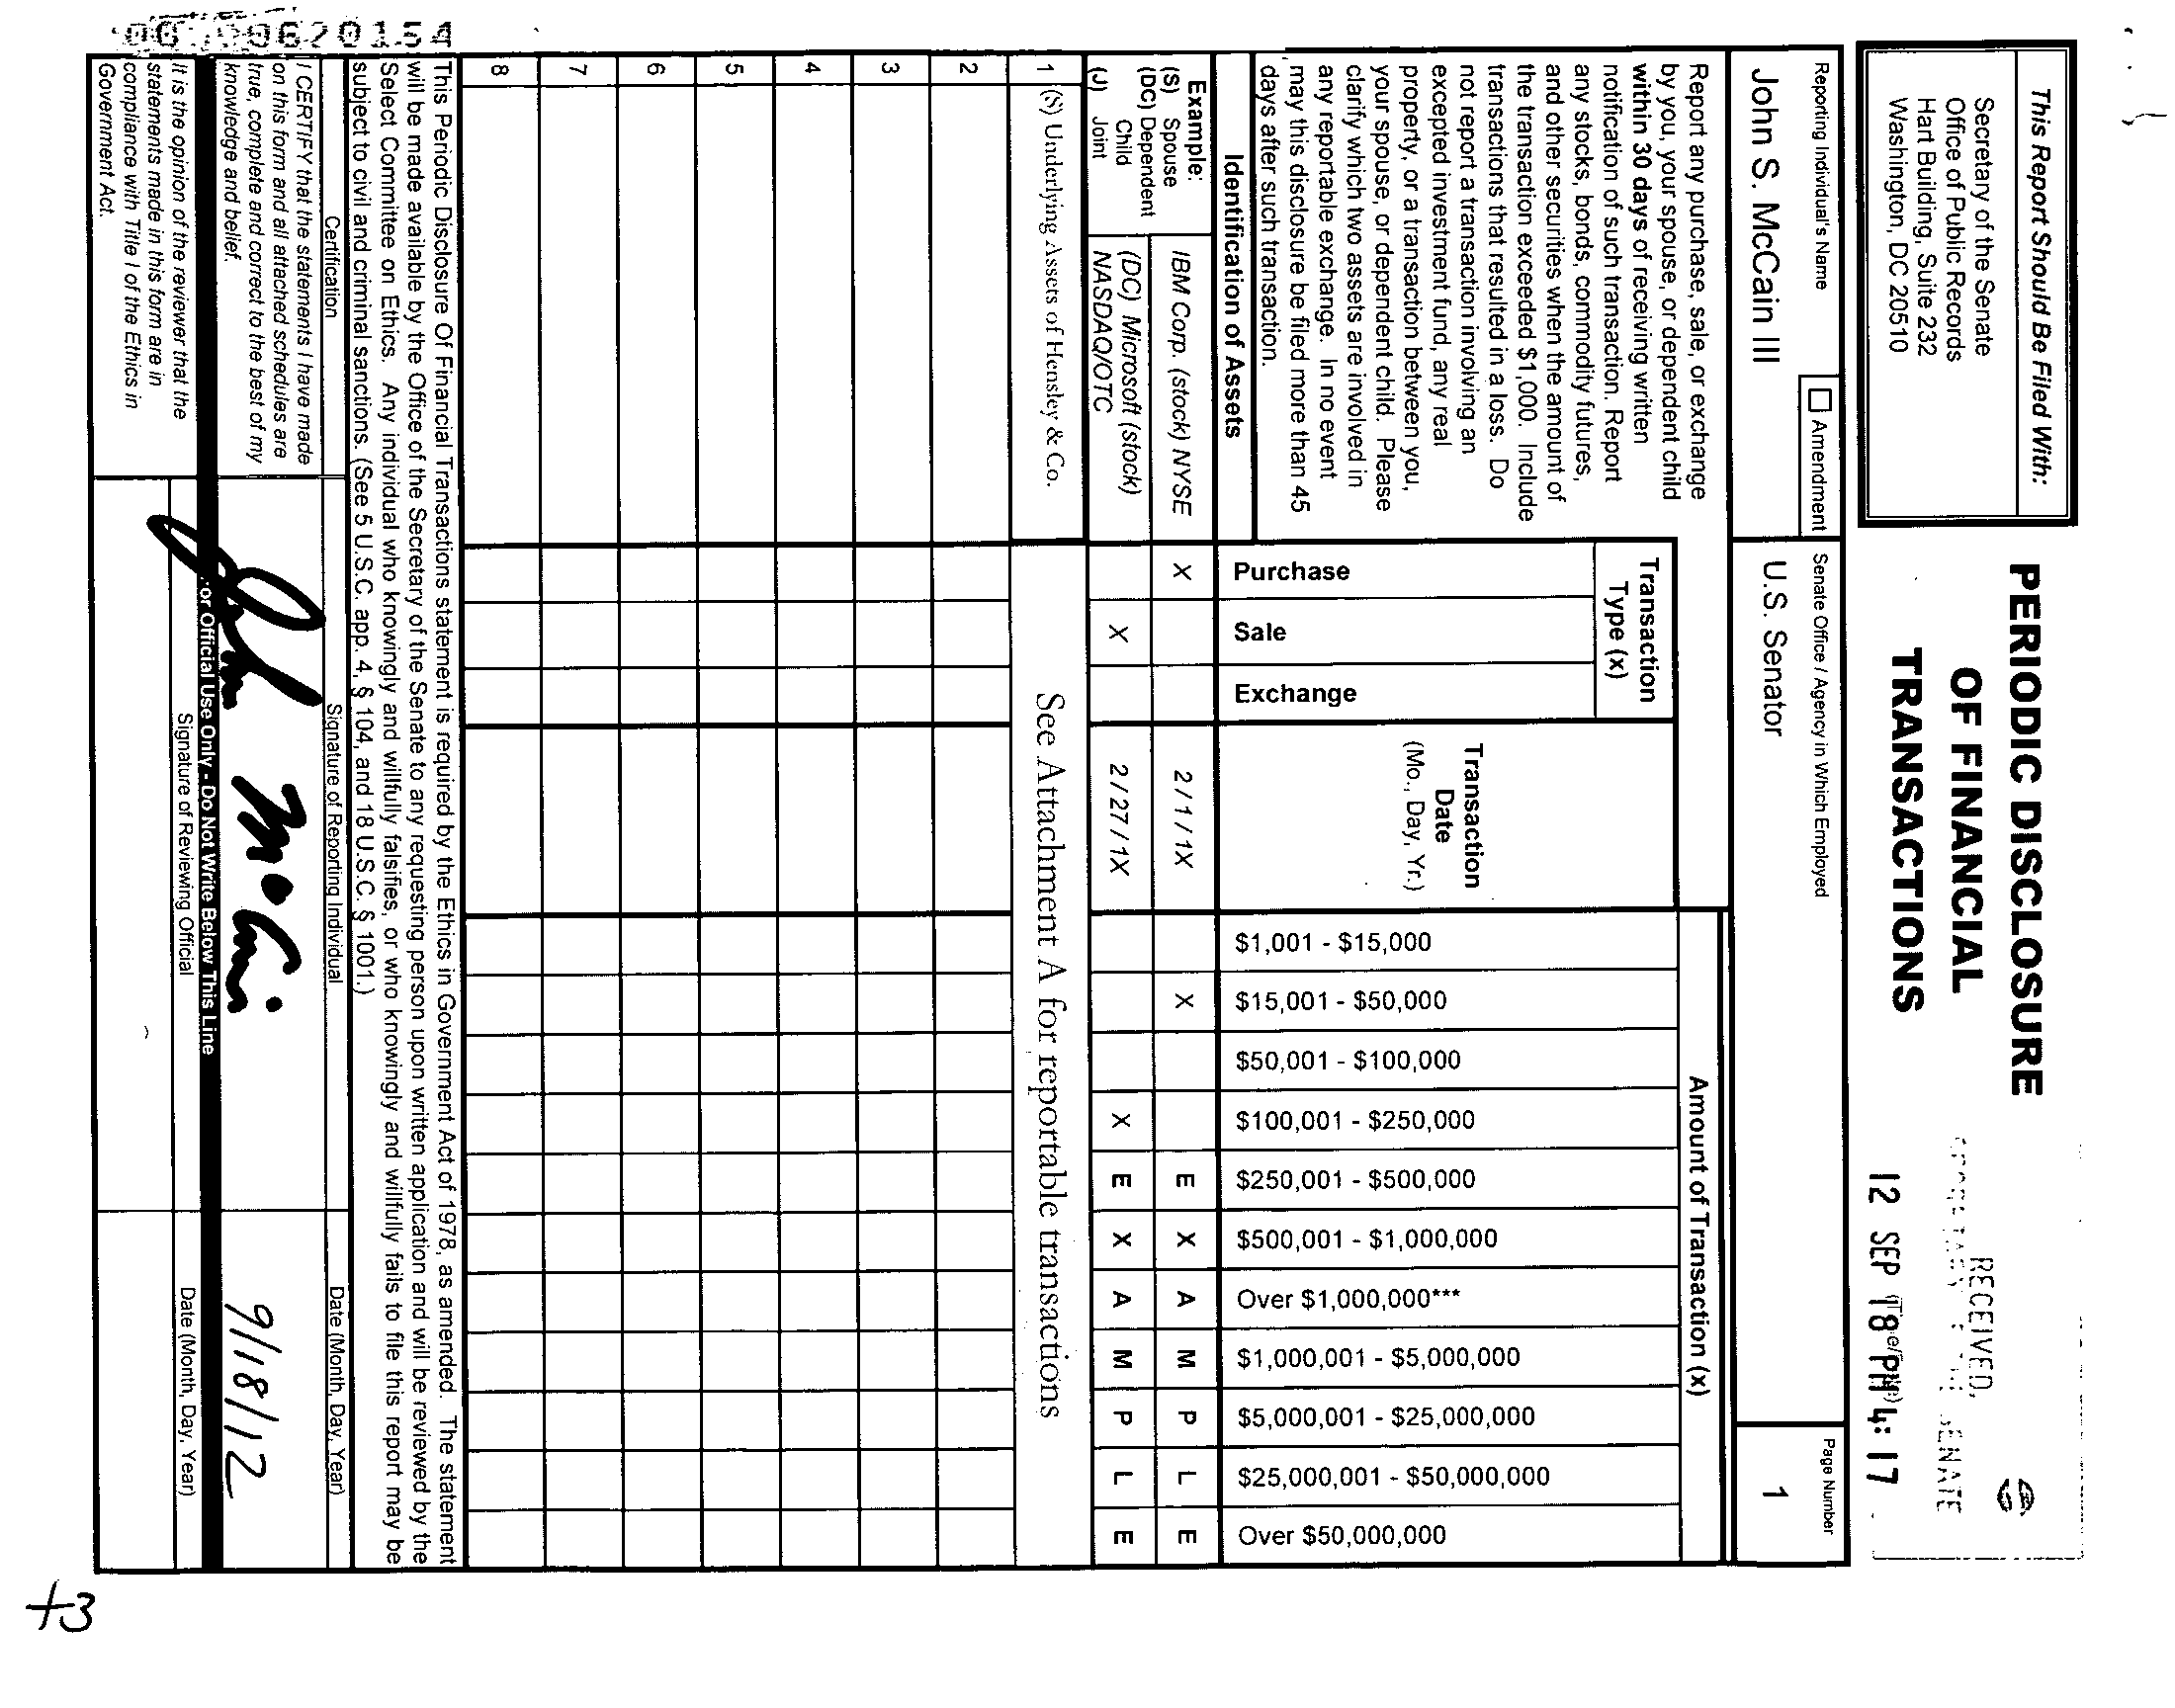 This Report Should Be Filed With:
Secretary of the Senate
Office of Public Records
Hart Building, Suite 232
Washington, DC 20510
PERIODIC DISCLOSURE
OF FINANCIAL
TRANSACTIONS
RECEIVED,
12 SEP 18 PM 4: 17
Reporting Individual's Name
Amendment
Senate Office / Agency in Which Employed
Page Number
John S. McCain III
U.S. Senator
1
Report any purchase, sale, or exchange
by you, your spouse, or dependent child
within 30 days of receiving written
notification of such transaction. Report
any stocks, bonds, commodity futures,
and other securities when the amount of
the transaction exceeded $1,000. Include
transactions that resulted in a loss. Do
not report a transaction involving an
excepted investment fund, any real
property, or a transaction between you,
your spouse, or dependent child. Please
clarify which two assets are involved in
any reportable exchange. In no event
may this disclosure be filed more than 45
days after such transaction.
Identification of Assets
Transaction
Type (x)
Purchase
Sale
Exchange
Transaction
Date
(Mo., Day, Yr.)
Amount of Transaction (x)
$1,001 - $15,000
$15,001 - $50,000
$50,001 - $100,000
$100,001 - $250,000
$250,001 - $500,000
$500,001 - $1,000,000
Over $1,000,000***
$1,000,001 - $5,000,000
$5,000,001 - $25,000,000
$25,000,001 - $50,000,000
Over $50,000,000
Example:
(S) Spouse
(DC) Dependent
Child
(J) Joint
IBM Corp. (stock) NYSE X 2 / 1 / 1X X E X A M P L E
(DC) Microsoft (stock)
NASDAQ/OTC X 2 / 27 / 1X X E X A M P L E
1 (S) Underlying Assets of Hensley & Co. See Attachment A for reportable transactions
2
3
4
5
6
7
8
This Periodic Disclosure Of Financial Transactions statement is required by the Ethics in Government Act of 1978, as amended. The statement
will be made available by the Office of the Secretary of the Senate to any requesting person upon written application and will be reviewed by the
Select Committee on Ethics. Any individual who knowingly and willfully falsifies, or who knowingly and willfully fails to file this report may be
subject to civil and criminal sanctions. (See 5 U.S.C. app. 4, § 104, and 18 U.S.C. § 1001.)
Certification
Signature of Reporting Individual
Date (Month, Day, Year)
I CERTIFY that the statements I have made
on this form and all attached schedules are
true, complete and correct to the best of my
knowledge and belief.
John McCain
9/18/12
or Official Use Only - Do Not Write Below This Line
It is the opinion of the reviewer that the
statements made in this form are in
compliance with Title I of the Ethics in
Government Act.
Signature of Reviewing Official
Date (Month, Day, Year)
+3